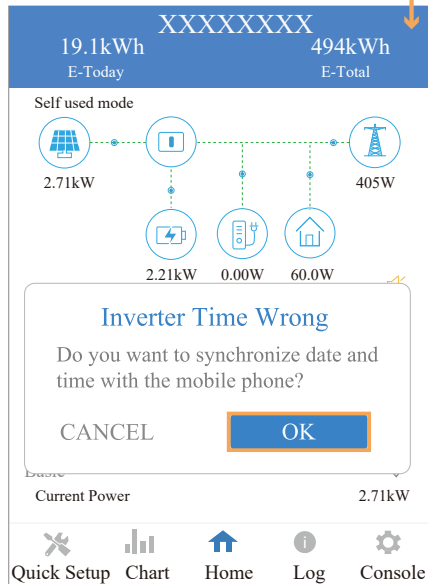 XXXXXXXX
19.1kWh 494kWh
E-Today E-Total
Self used mode
2.71kW 405W
2.21kW 0.00W 60.0W
Inverter Time Wrong
Do you want to synchronize date and
time with the mobile phone?
CANCEL OK
Basic
Current Power 2.71kW
Quick Setup Chart Home Log Console